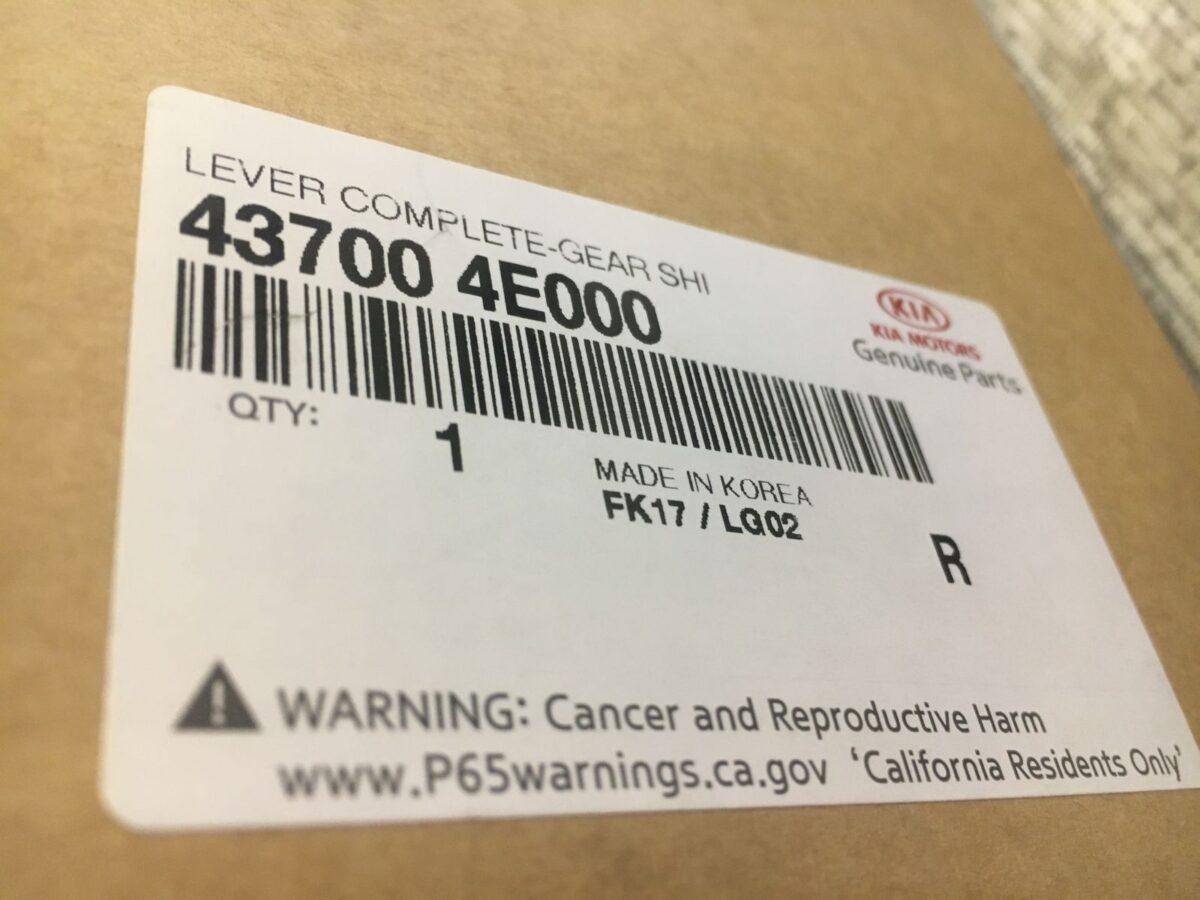 LEVER COMPLETE-GEAR SHI
43700 4E000
KIA
KIA MOTORS
Genuine Parts
QTY:
1
MADE IN KOREA
FK17 / LG02
R
WARNING: Cancer and Reproductive Harm
www.P65warnings.ca.gov ‘California Residents Only’